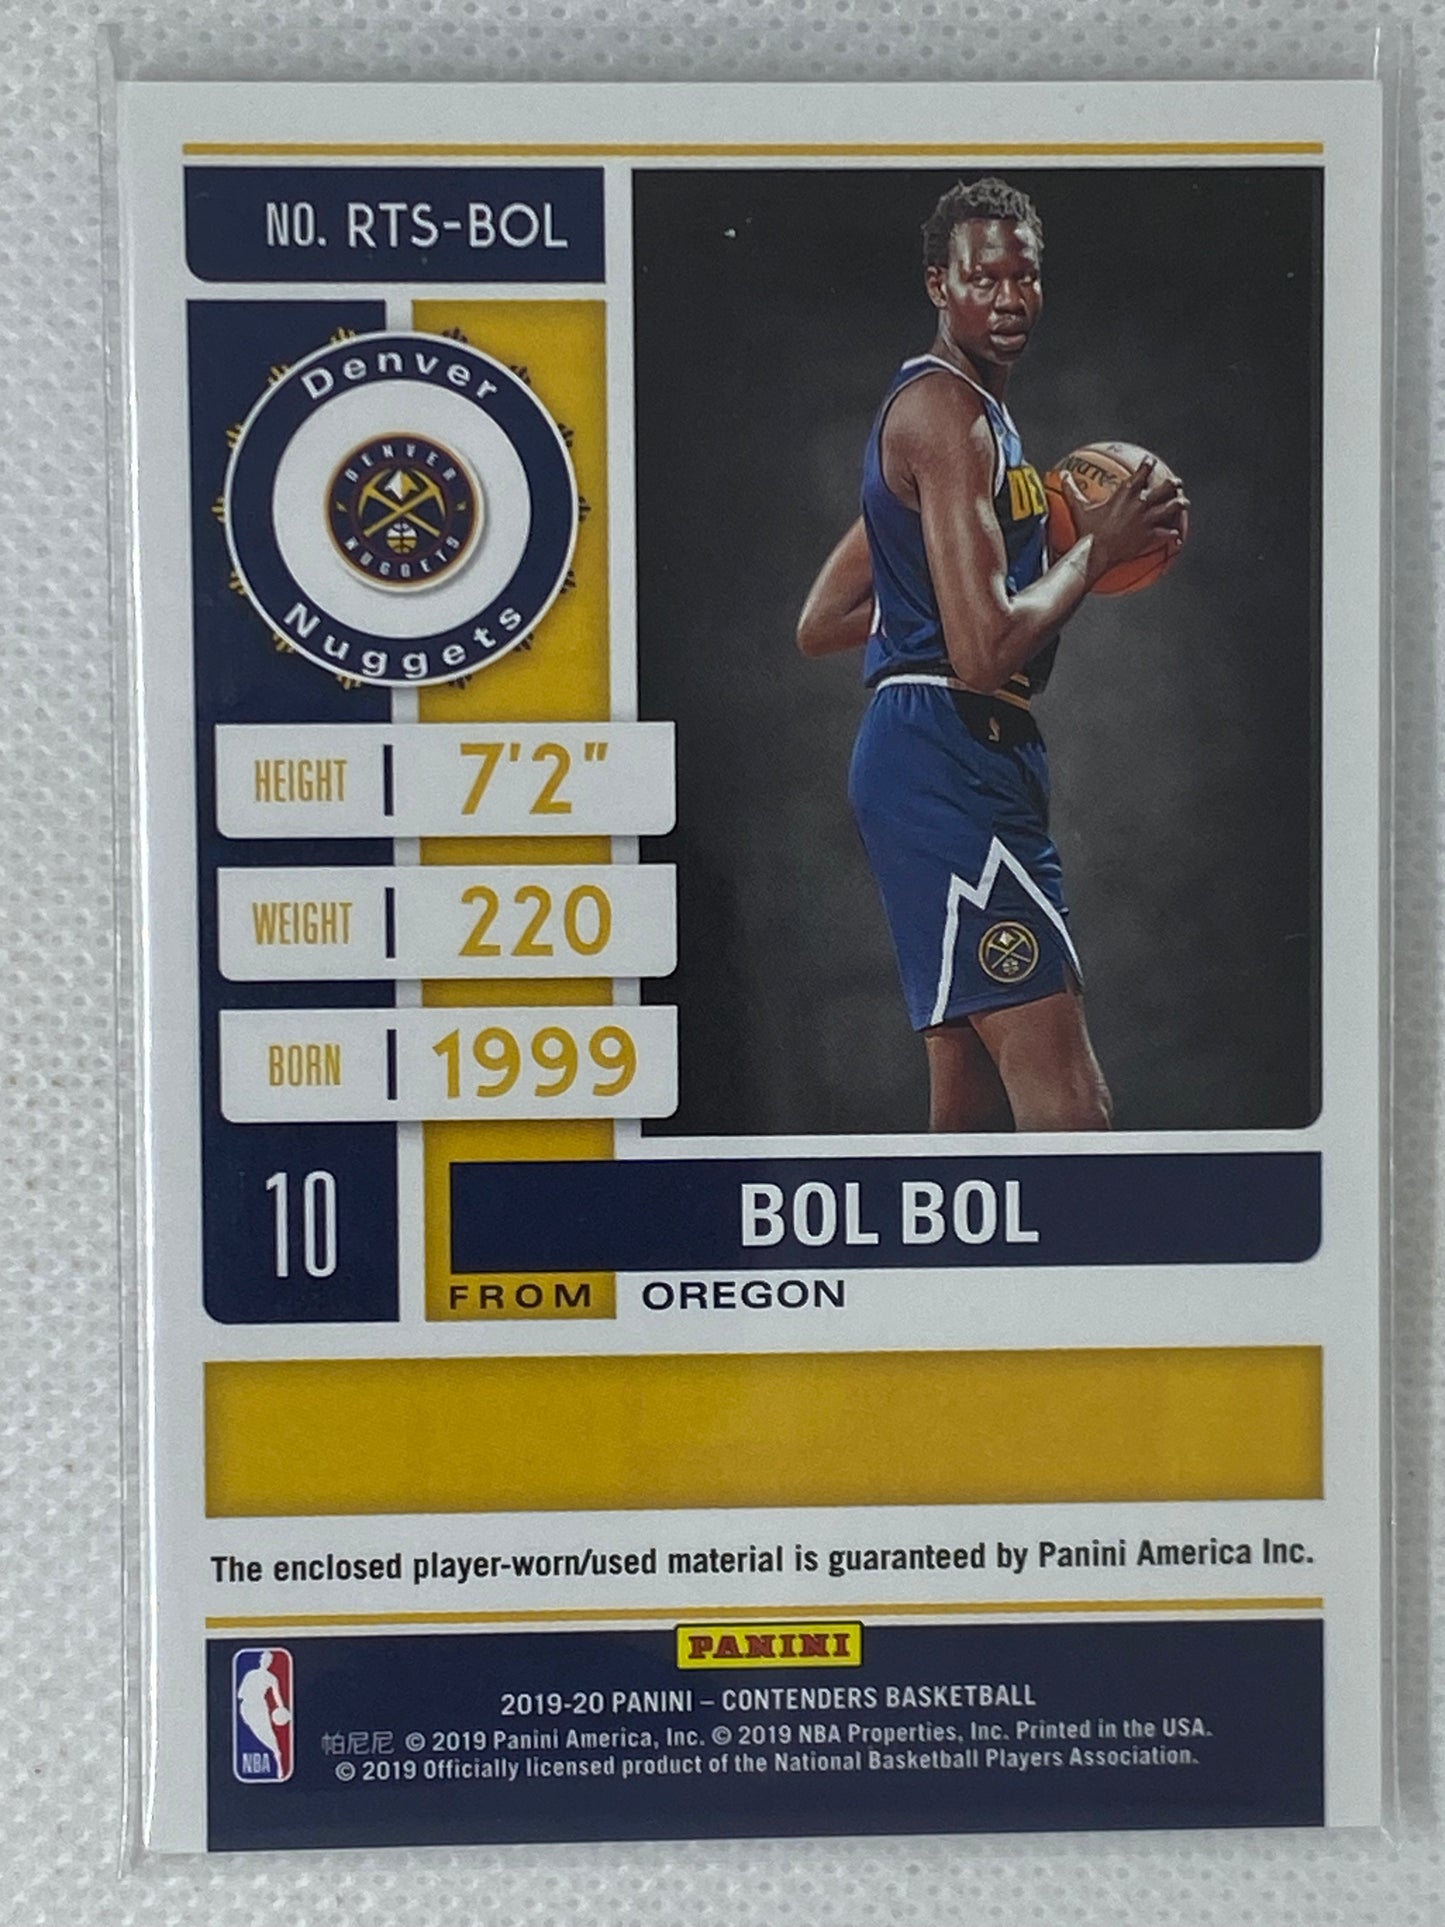 NO. RTS-BOL
Denver
DENVER
NUGGETS
Nuggets
DE
HEIGHT 7'2"
WEIGHT 220
BORN 1999
10
BOL BOL
FROM OREGON
The enclosed player-worn/used material is guaranteed by Panini America Inc.
PANINI
2019-20 PANINI – CONTENDERS BASKETBALL
帕尼尼 © 2019 Panini America, Inc. © 2019 NBA Properties, Inc. Printed in the USA.
© 2019 Officially licensed product of the National Basketball Players Association.
NBA